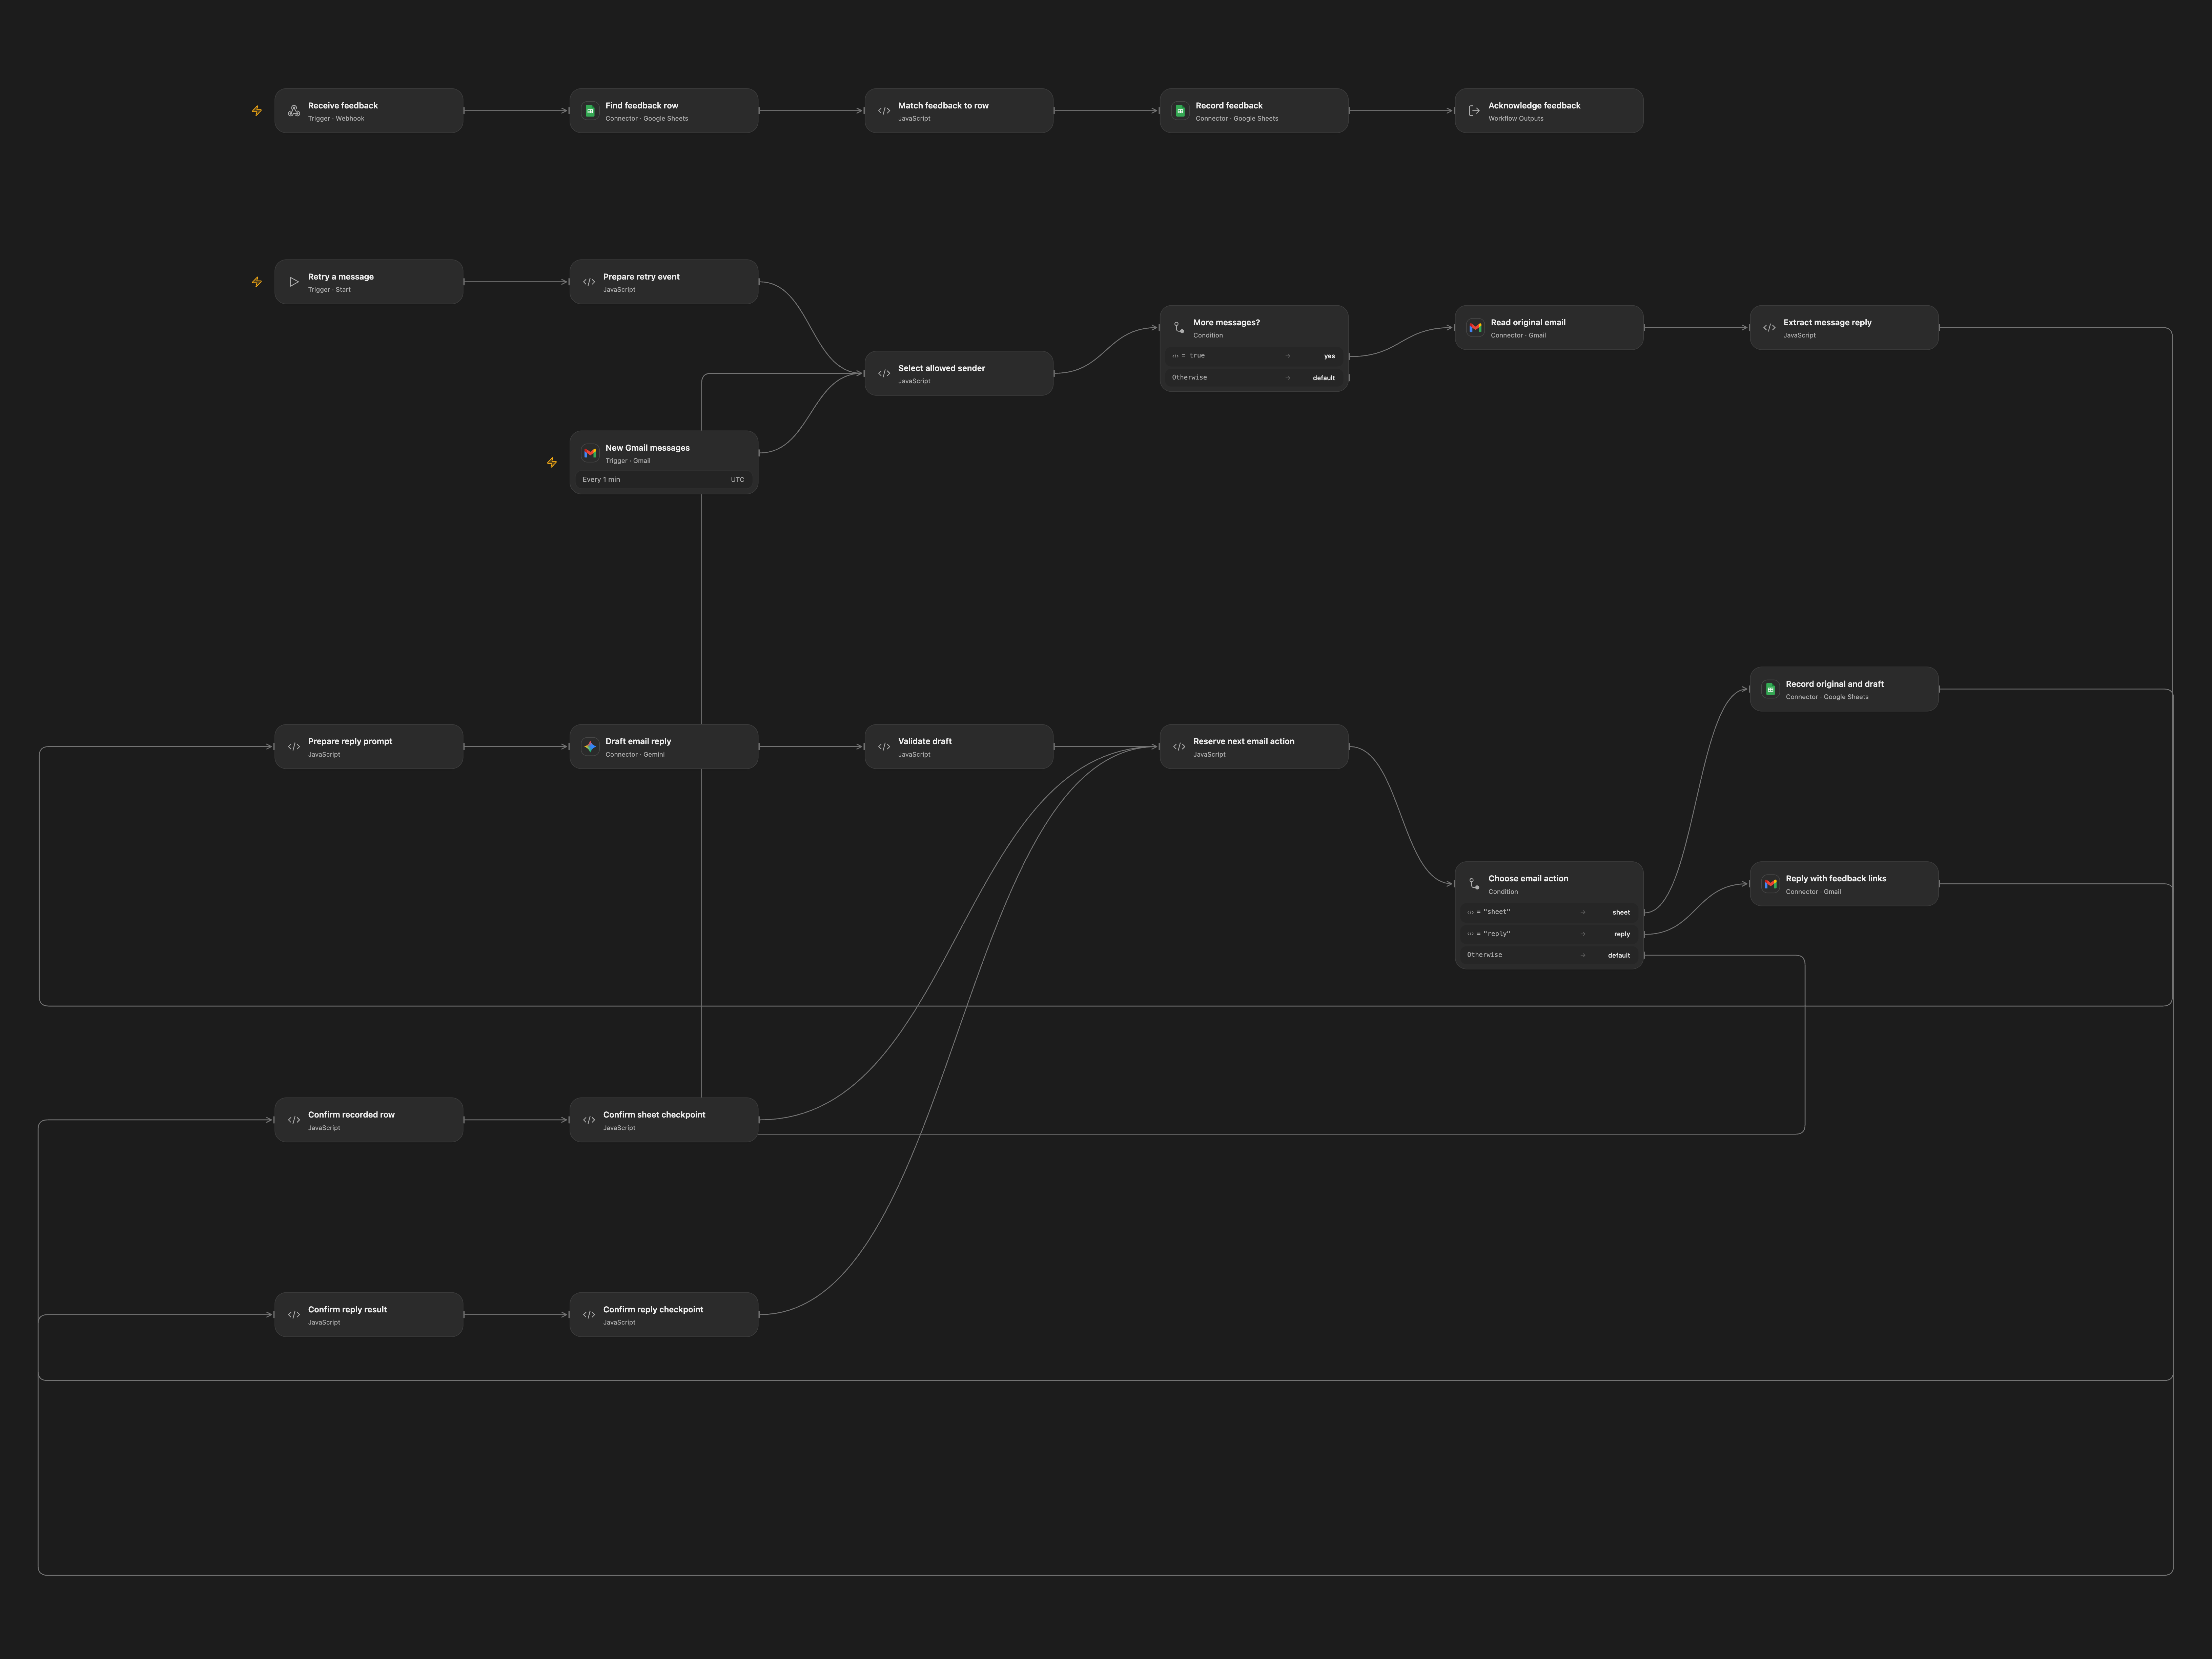 Receive feedback
Trigger · Webhook
Find feedback row
Connector · Google Sheets
Match feedback to row
JavaScript
Record feedback
Connector · Google Sheets
Acknowledge feedback
Workflow Outputs
Retry a message
Trigger · Start
Prepare retry event
JavaScript
New Gmail messages
Trigger · Gmail
Every 1 min UTC
Select allowed sender
JavaScript
More messages?
Condition
= true → yes
Otherwise → default
Read original email
Connector · Gmail
Extract message reply
JavaScript
Prepare reply prompt
JavaScript
Draft email reply
Connector · Gemini
Validate draft
JavaScript
Reserve next email action
JavaScript
Choose email action
Condition
= "sheet" → sheet
= "reply" → reply
Otherwise → default
Record original and draft
Connector · Google Sheets
Reply with feedback links
Connector · Gmail
Confirm recorded row
JavaScript
Confirm sheet checkpoint
JavaScript
Confirm reply result
JavaScript
Confirm reply checkpoint
JavaScript